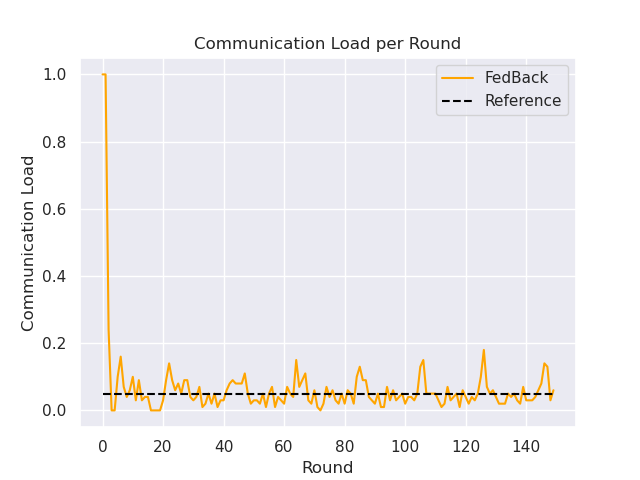 Communication Load per Round
FedBack
Reference
Communication Load
1.0
0.8
0.6
0.4
0.2
0.0
0 20 40 60 80 100 120 140
Round